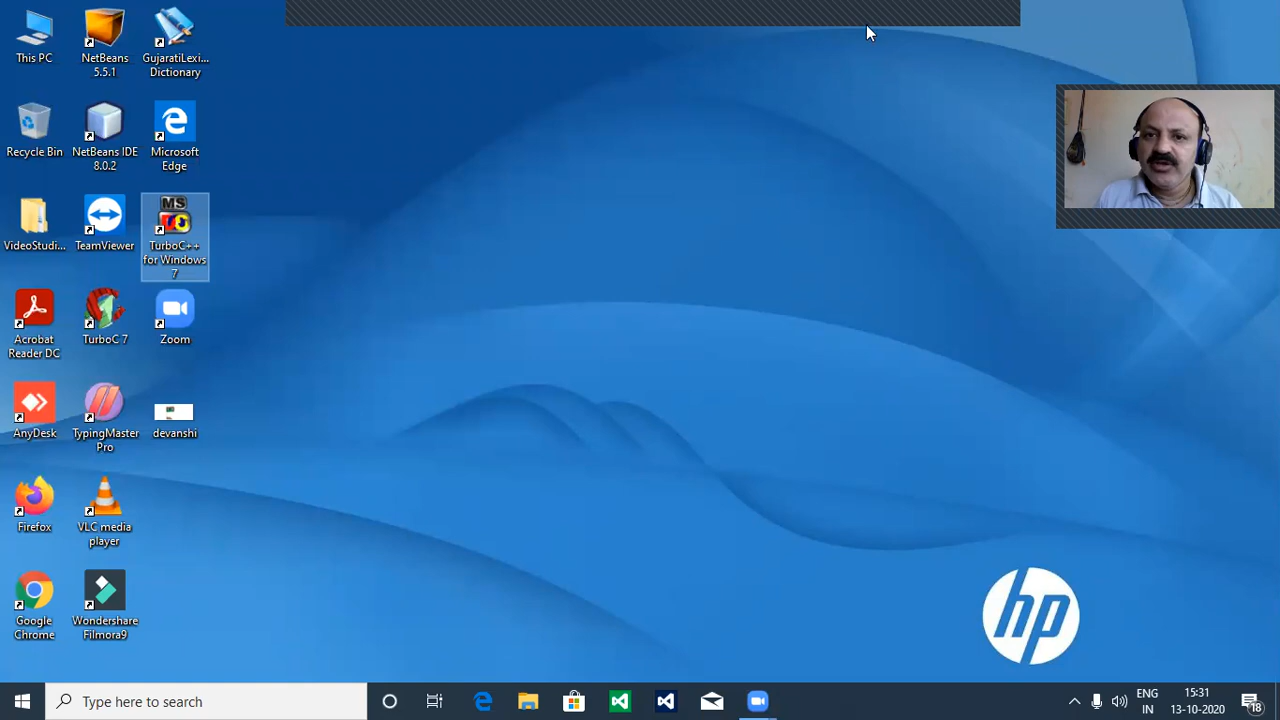 This PC
NetBeans
5.5.1
GujaratiLexi...
Dictionary
Recycle Bin
NetBeans IDE
8.0.2
Microsoft
Edge
VideoStudi...
TeamViewer
MS
TurboC++
for Windows
7
Acrobat
Reader DC
TurboC 7
Zoom
AnyDesk
TypingMaster
Pro
devanshi
Firefox
VLC media
player
Google
Chrome
Wondershare
Filmora9
hp
Type here to search
ENG
IN
15:31
13-10-2020
18